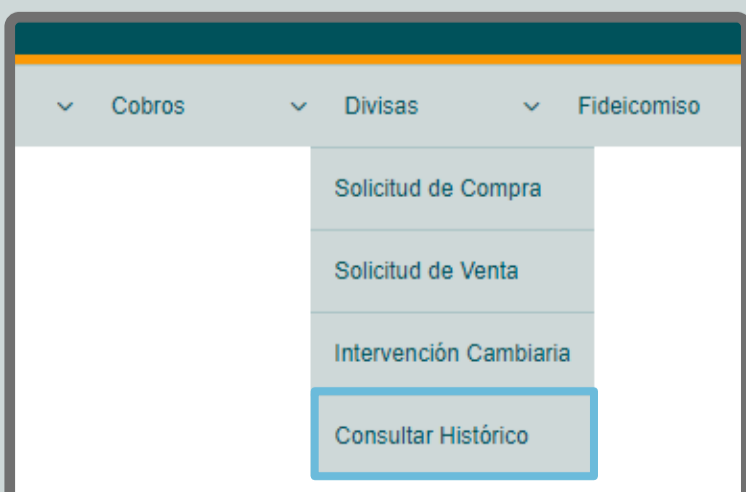 Cobros
Divisas
Fideicomiso
Solicitud de Compra
Solicitud de Venta
Intervención Cambiaria
Consultar Histórico